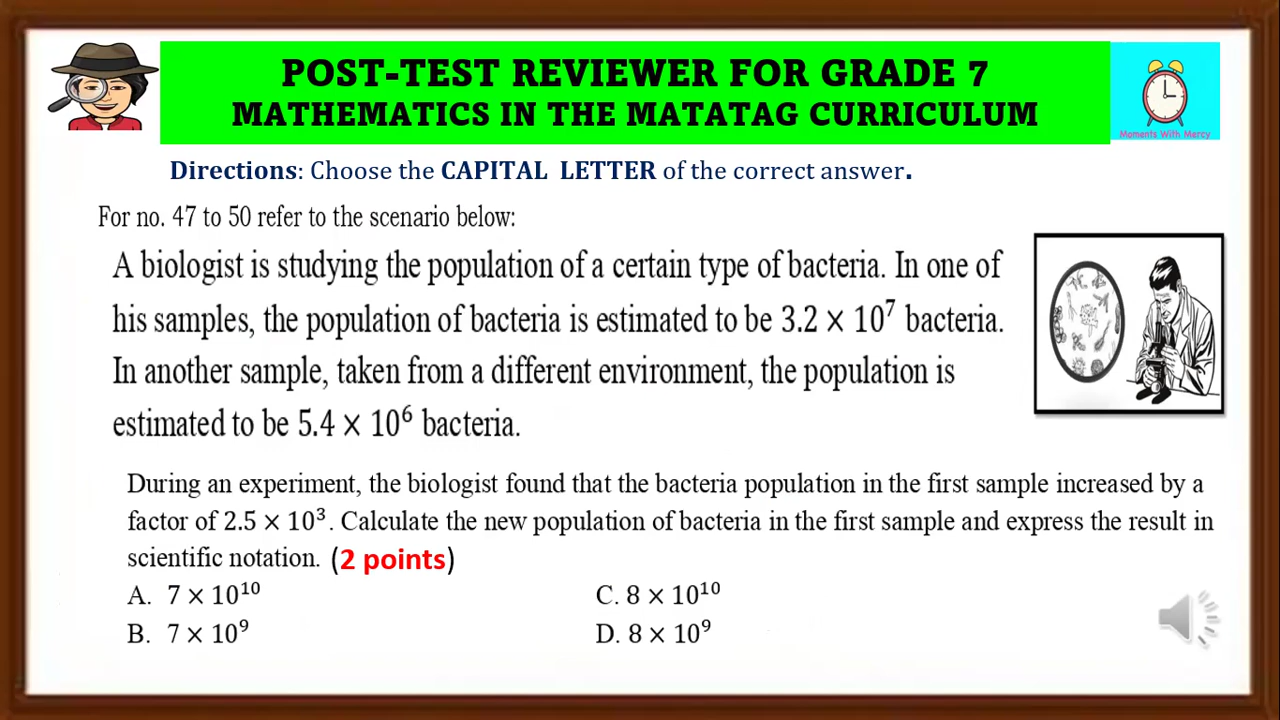 POST-TEST REVIEWER FOR GRADE 7
MATHEMATICS IN THE MATATAG CURRICULUM
Moments With Mercy
Directions: Choose the CAPITAL LETTER of the correct answer.
For no. 47 to 50 refer to the scenario below:
A biologist is studying the population of a certain type of bacteria. In one of
his samples, the population of bacteria is estimated to be 3.2 × 10⁷ bacteria.
In another sample, taken from a different environment, the population is
estimated to be 5.4 × 10⁶ bacteria.
During an experiment, the biologist found that the bacteria population in the first sample increased by a
factor of 2.5 × 10³. Calculate the new population of bacteria in the first sample and express the result in
scientific notation. (2 points)
A. 7 × 10¹⁰
B. 7 × 10⁹
C. 8 × 10¹⁰
D. 8 × 10⁹